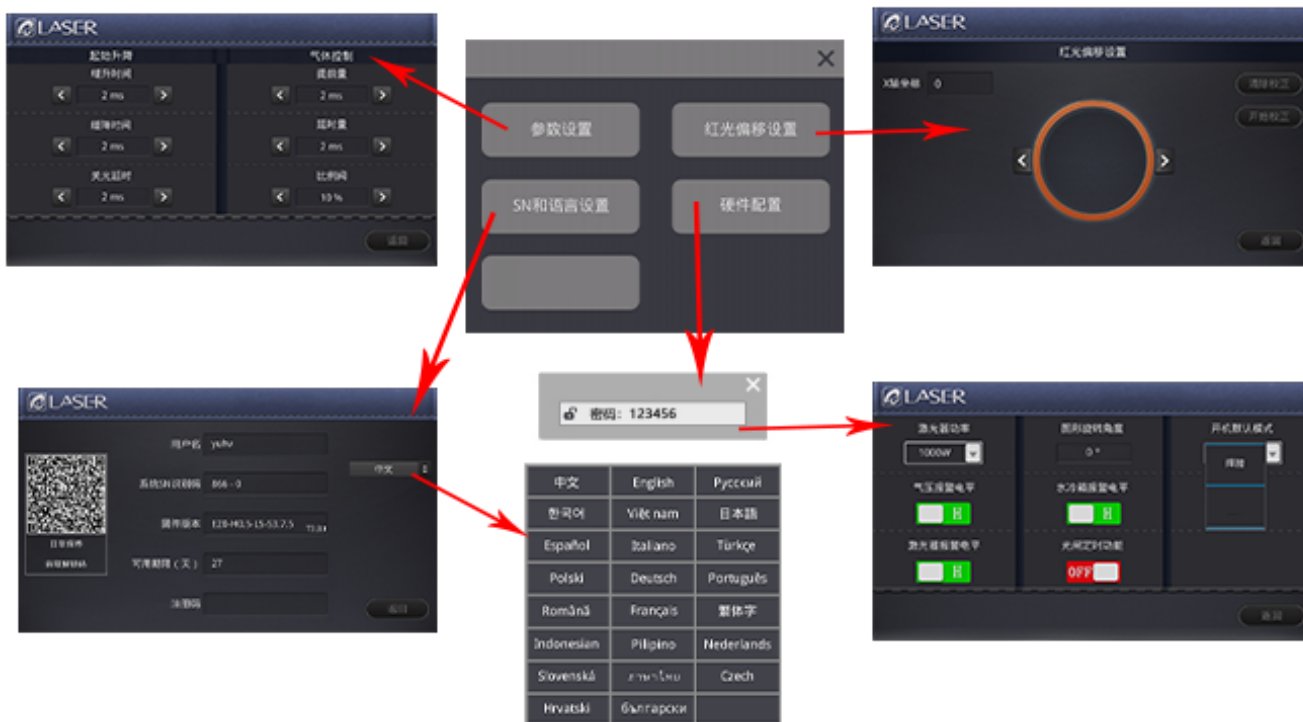 LASER
起始升降 气体控制
缓升时间 提前量
2 ms 2 ms
缓降时间 延时量
2 ms 2 ms
关光延时 比例阀
2 ms 10 %
返回
参数设置
红光偏移设置
SN和语言设置
硬件配置
LASER
红光偏移设置
X轴坐标 0
清除校正
开始校正
返回
LASER
用户名 yuhv
中文
系统SN识别码 866 - 0
固件版本
可用期限（天） 27
注册码
返回
密码：123456
中文 English Русский
한국어 Việt nam 日本語
Español Italiano Türkçe
Polski Deutsch Português
Română Français 繁体字
Indonesian Pilipino Nederlands
Slovenská ภาษาไทย Czech
Hrvatski български
LASER
激光器功率 图形旋转角度 开机默认模式
1000W 0 ° 焊接
气压报警电平 水冷箱报警电平
H H
激光器报警电平 光闸定时功能
H OFF
返回